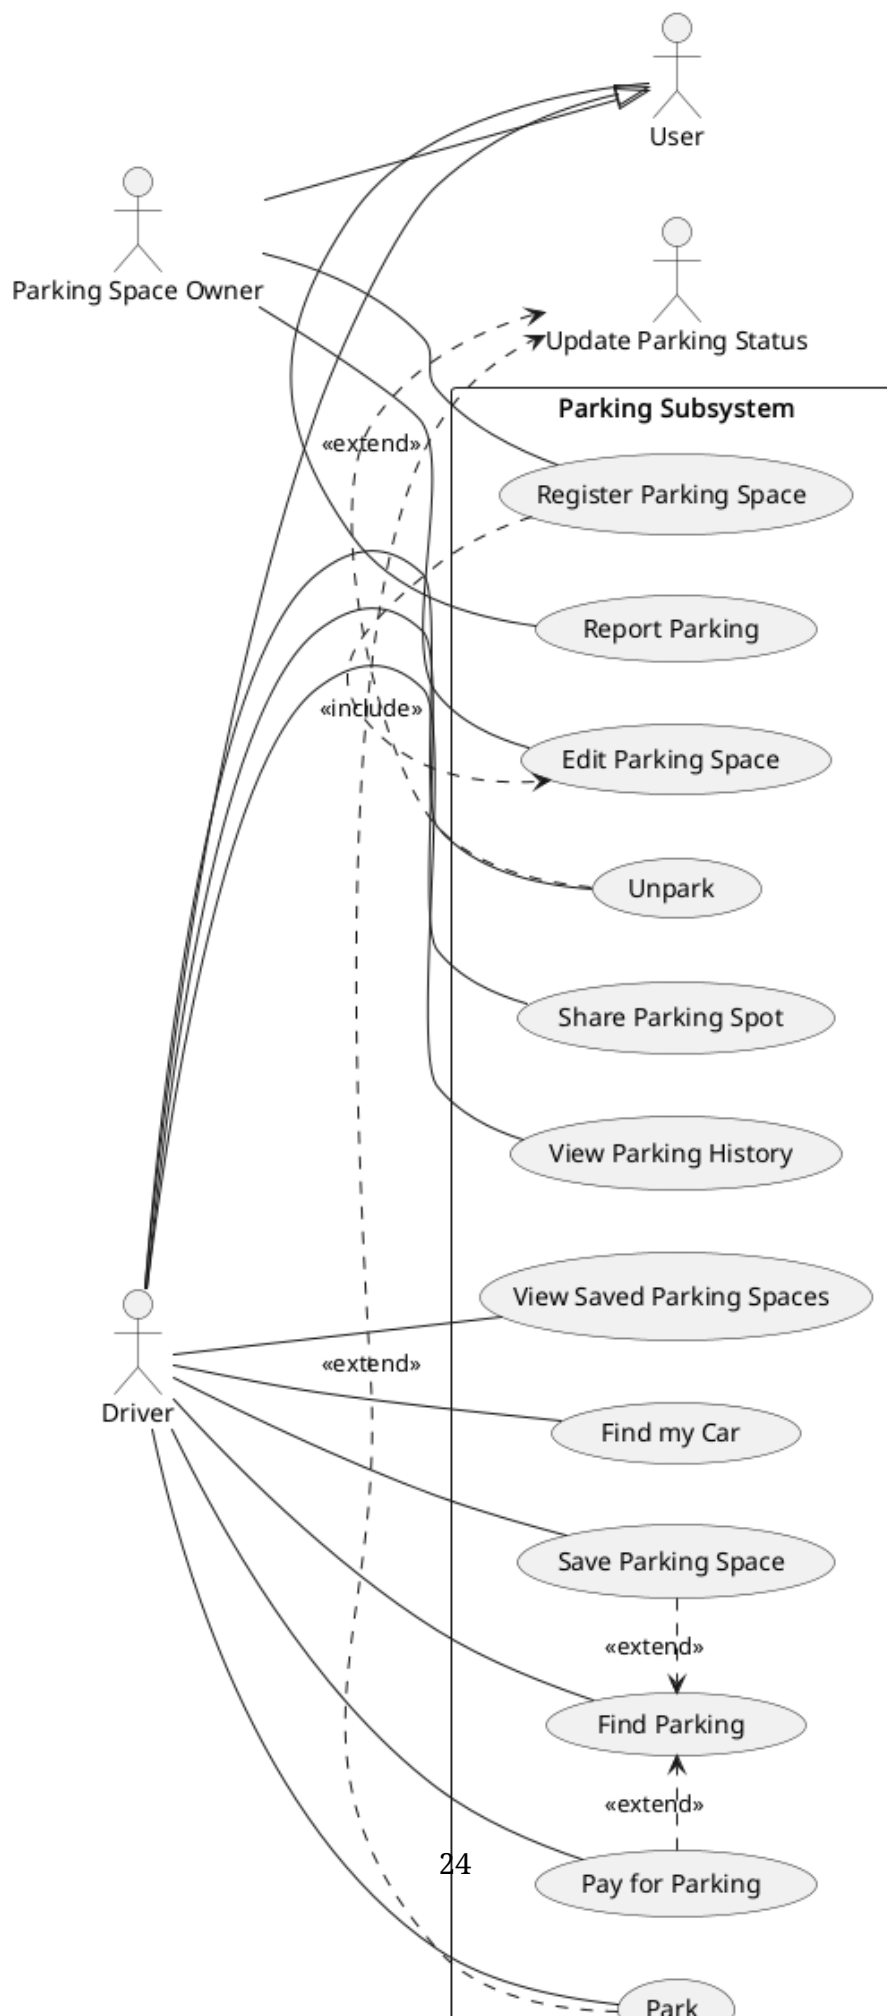 User
Parking Space Owner
Update Parking Status
Parking Subsystem
«extend»
Register Parking Space
Report Parking
«include»
Edit Parking Space
Unpark
Share Parking Spot
View Parking History
View Saved Parking Spaces
«extend»
Driver
Find my Car
Save Parking Space
«extend»
Find Parking
«extend»
24
Pay for Parking
Park